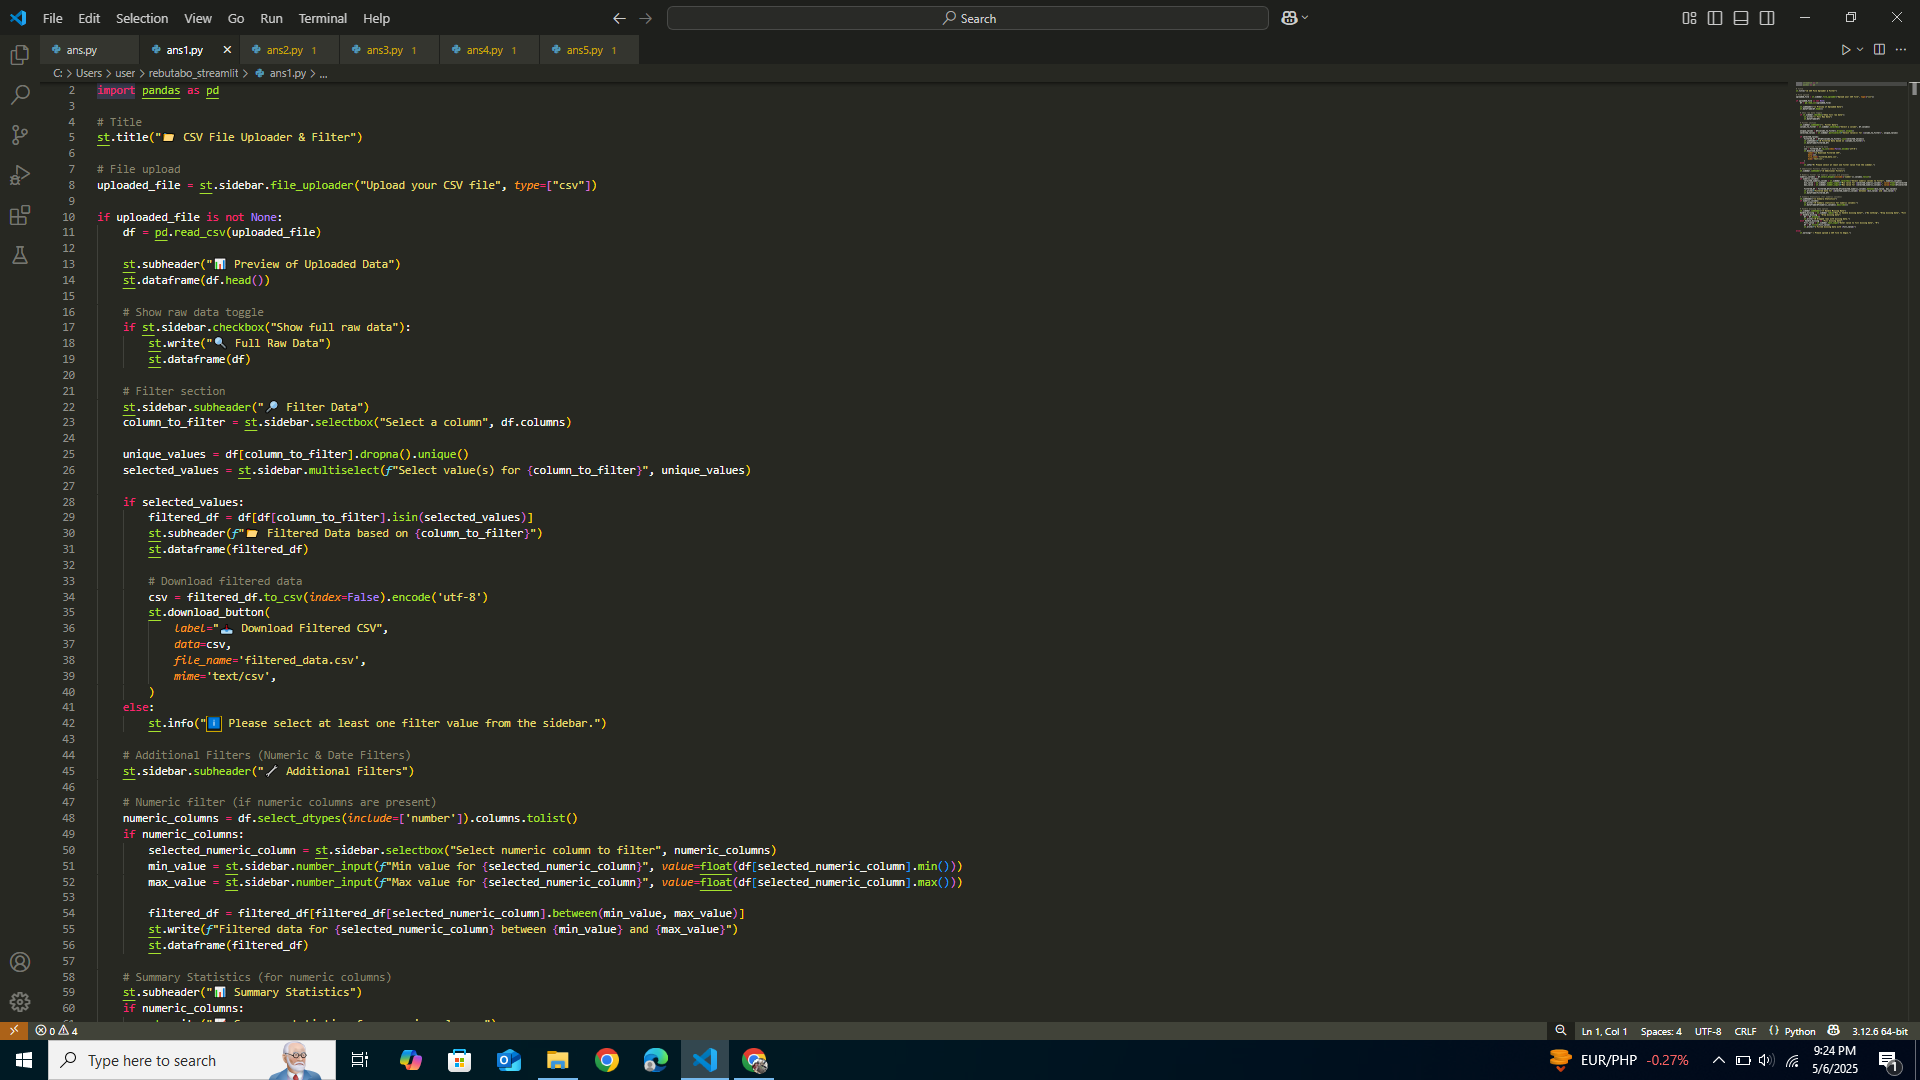 File Edit Selection View Go Run Terminal Help
Search
ans.py ans1.py ans2.py 1 ans3.py 1 ans4.py 1 ans5.py 1
C: > Users > user > rebutabo_streamlit > ans1.py > ...
2 import pandas as pd
3
4 # Title
5 st.title("📂 CSV File Uploader & Filter")
6
7 # File upload
8 uploaded_file = st.sidebar.file_uploader("Upload your CSV file", type=["csv"])
9
10 if uploaded_file is not None:
11     df = pd.read_csv(uploaded_file)
12
13     st.subheader("📊 Preview of Uploaded Data")
14     st.dataframe(df.head())
15
16     # Show raw data toggle
17     if st.sidebar.checkbox("Show full raw data"):
18         st.write("🔍 Full Raw Data")
19         st.dataframe(df)
20
21     # Filter section
22     st.sidebar.subheader("🔎 Filter Data")
23     column_to_filter = st.sidebar.selectbox("Select a column", df.columns)
24
25     unique_values = df[column_to_filter].dropna().unique()
26     selected_values = st.sidebar.multiselect(f"Select value(s) for {column_to_filter}", unique_values)
27
28     if selected_values:
29         filtered_df = df[df[column_to_filter].isin(selected_values)]
30         st.subheader(f"📂 Filtered Data based on {column_to_filter}")
31         st.dataframe(filtered_df)
32
33         # Download filtered data
34         csv = filtered_df.to_csv(index=False).encode('utf-8')
35         st.download_button(
36             label="📥 Download Filtered CSV",
37             data=csv,
38             file_name='filtered_data.csv',
39             mime='text/csv',
40         )
41     else:
42         st.info("ℹ️ Please select at least one filter value from the sidebar.")
43
44     # Additional Filters (Numeric & Date Filters)
45     st.sidebar.subheader("🔧 Additional Filters")
46
47     # Numeric filter (if numeric columns are present)
48     numeric_columns = df.select_dtypes(include=['number']).columns.tolist()
49     if numeric_columns:
50         selected_numeric_column = st.sidebar.selectbox("Select numeric column to filter", numeric_columns)
51         min_value = st.sidebar.number_input(f"Min value for {selected_numeric_column}", value=float(df[selected_numeric_column].min()))
52         max_value = st.sidebar.number_input(f"Max value for {selected_numeric_column}", value=float(df[selected_numeric_column].max()))
53
54         filtered_df = filtered_df[filtered_df[selected_numeric_column].between(min_value, max_value)]
55         st.write(f"Filtered data for {selected_numeric_column} between {min_value} and {max_value}")
56         st.dataframe(filtered_df)
57
58     # Summary Statistics (for numeric columns)
59     st.subheader("📊 Summary Statistics")
60     if numeric_columns:
0 4
Ln 1, Col 1 Spaces: 4 UTF-8 CRLF {} Python 3.12.6 64-bit
Type here to search
EUR/PHP -0.27%
9:24 PM
5/6/2025
1